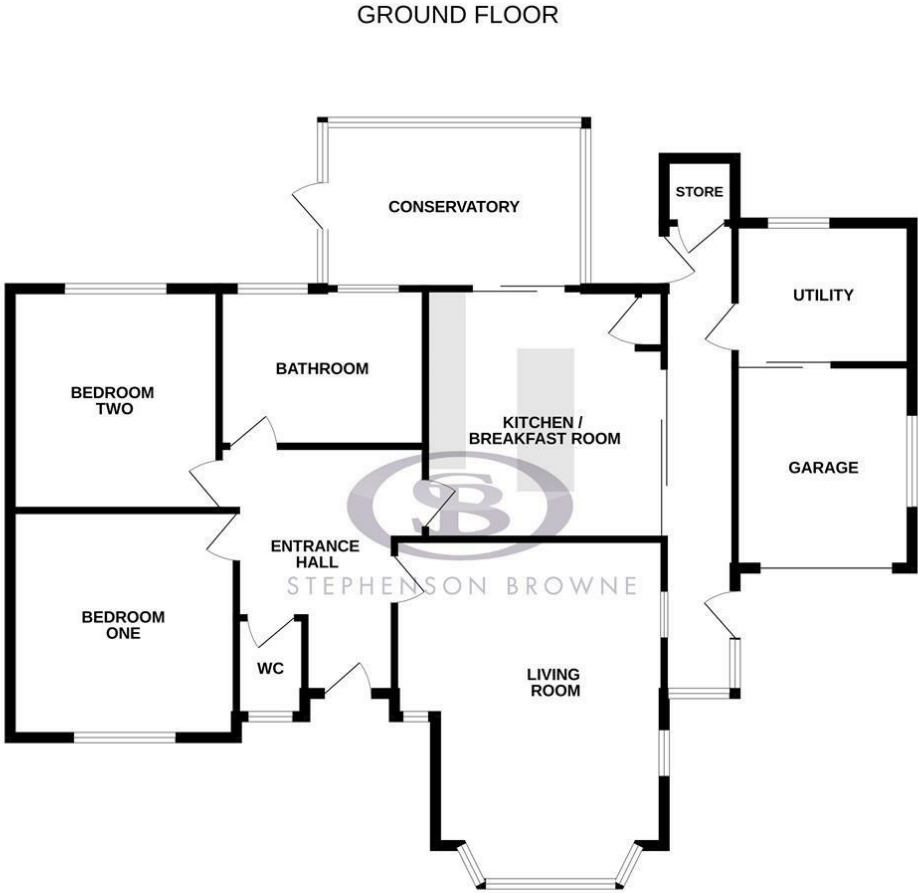 GROUND FLOOR
STORE
CONSERVATORY
UTILITY
BATHROOM
BEDROOM
TWO
KITCHEN /
BREAKFAST ROOM
GARAGE
SB
ENTRANCE
HALL
STEPHENSON BROWNE
BEDROOM
ONE
WC
LIVING
ROOM